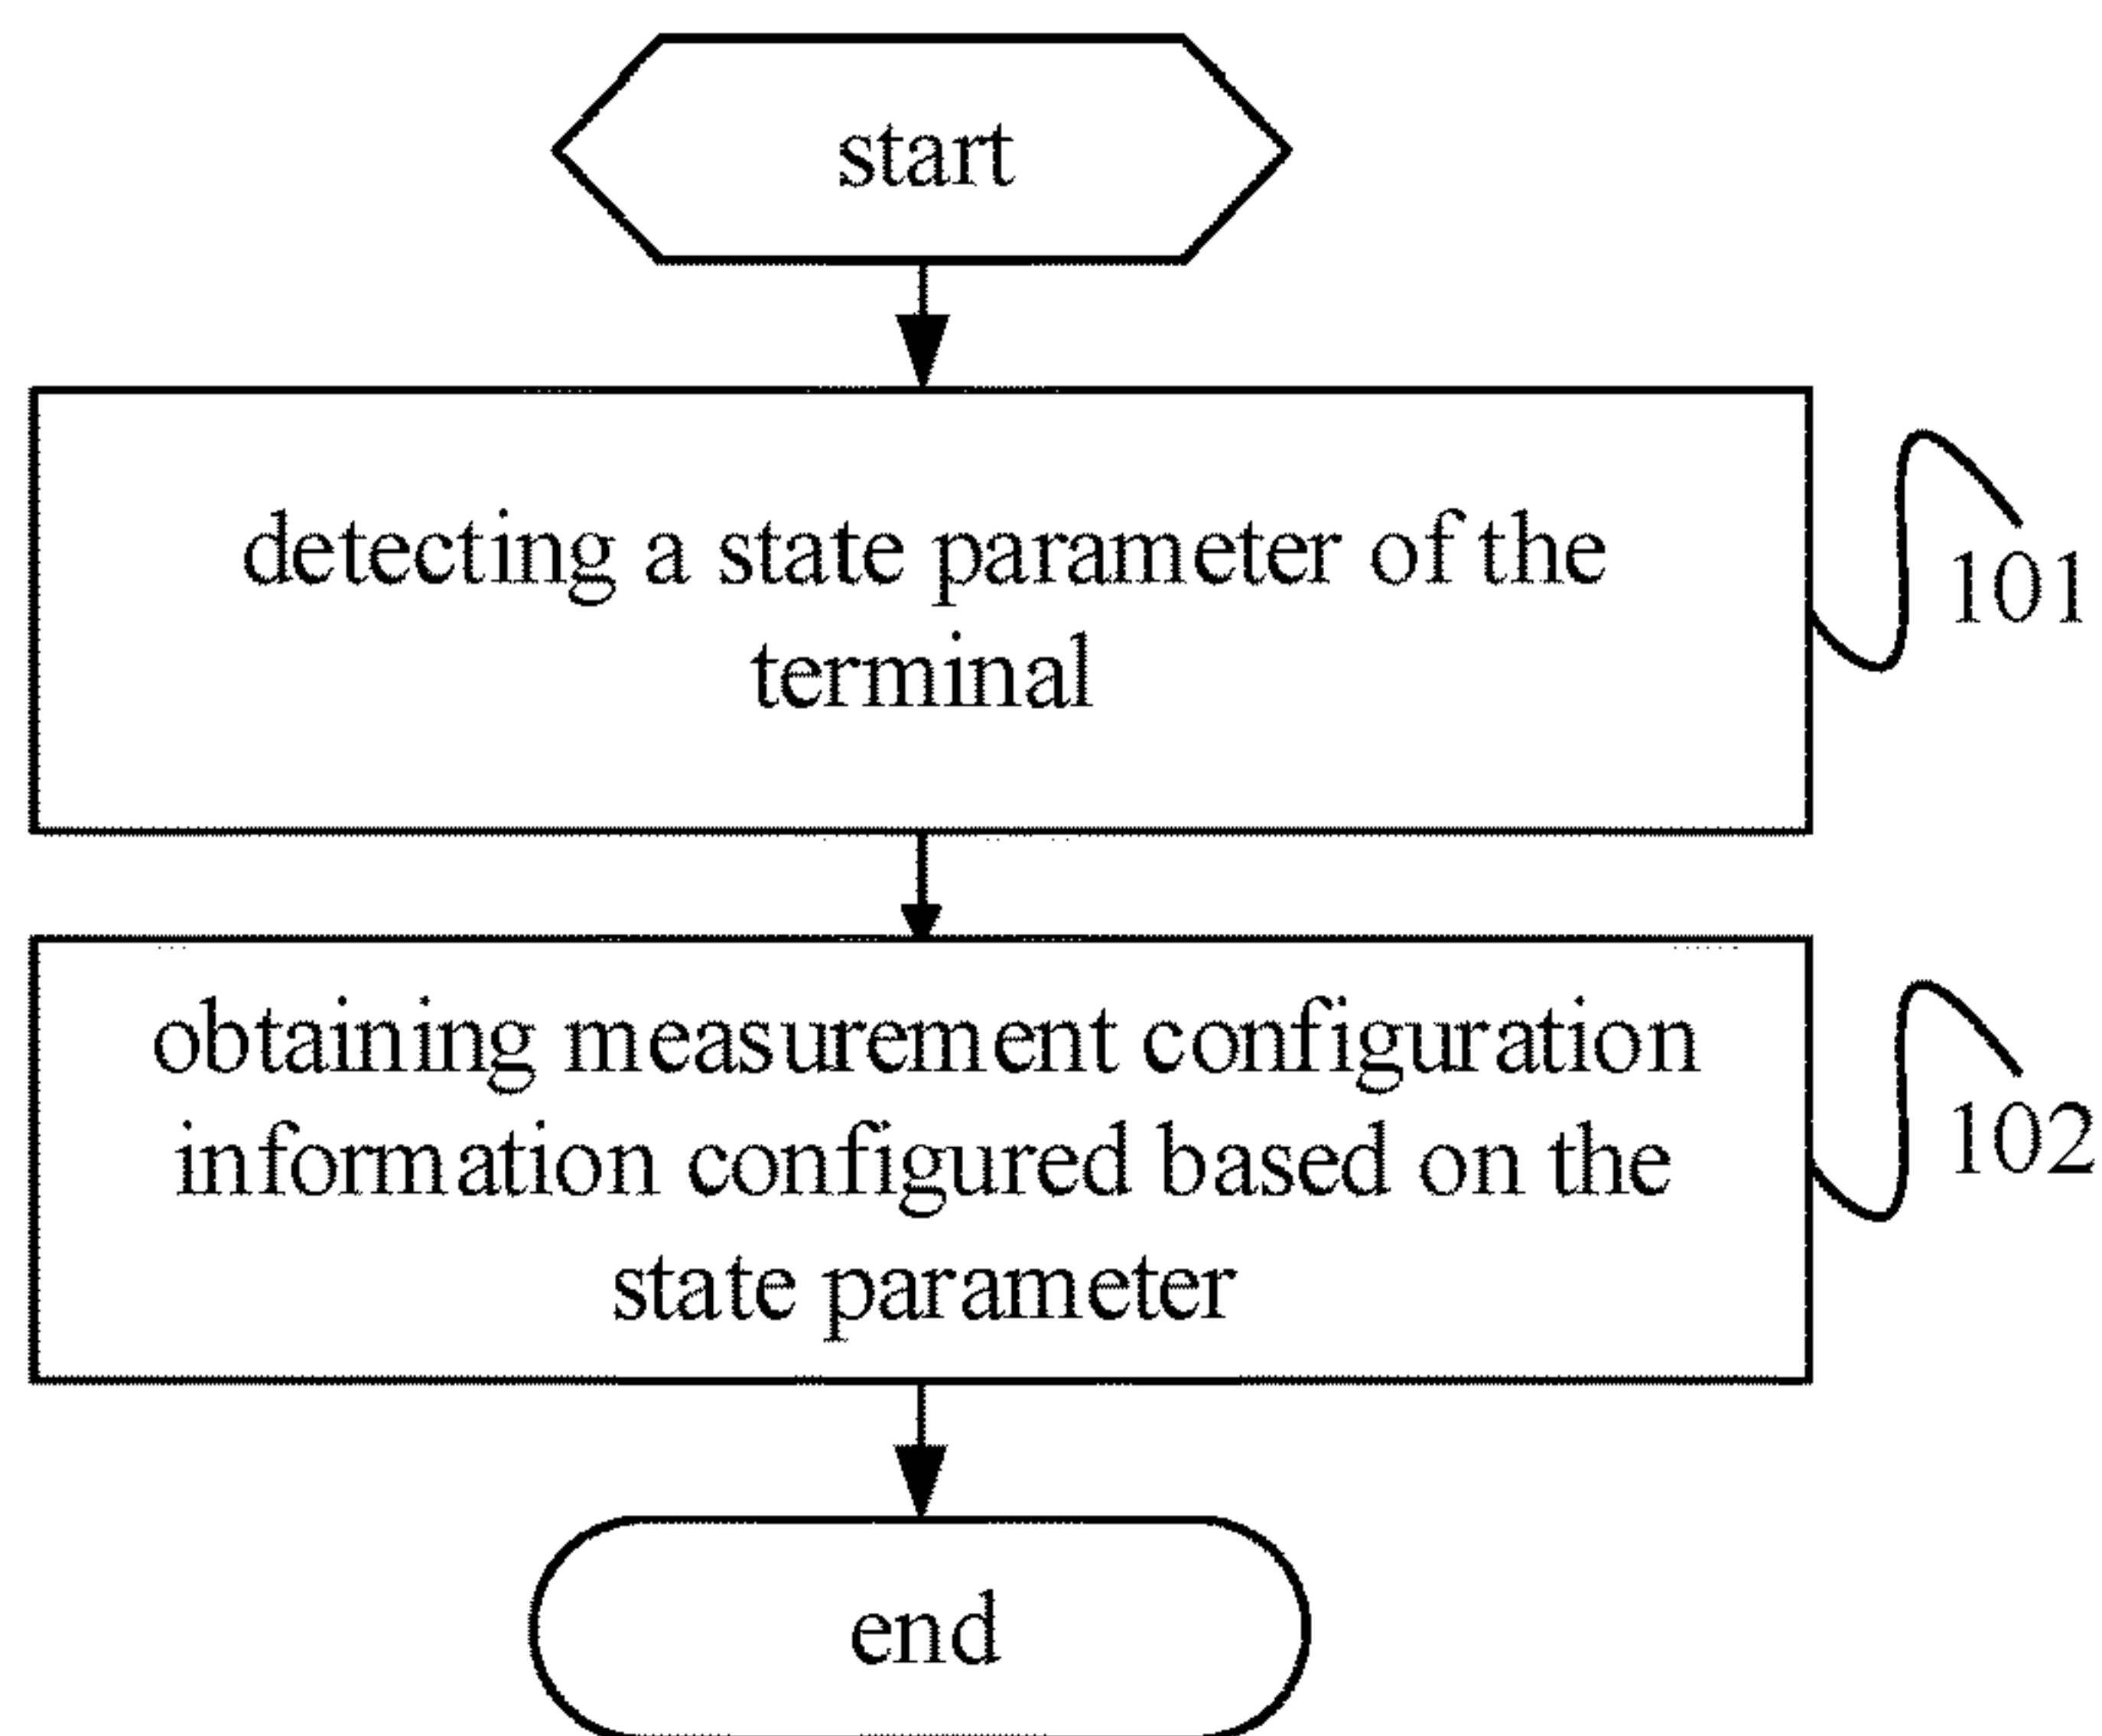 start
detecting a state parameter of the
terminal
101
obtaining measurement configuration
information configured based on the
state parameter
102
end